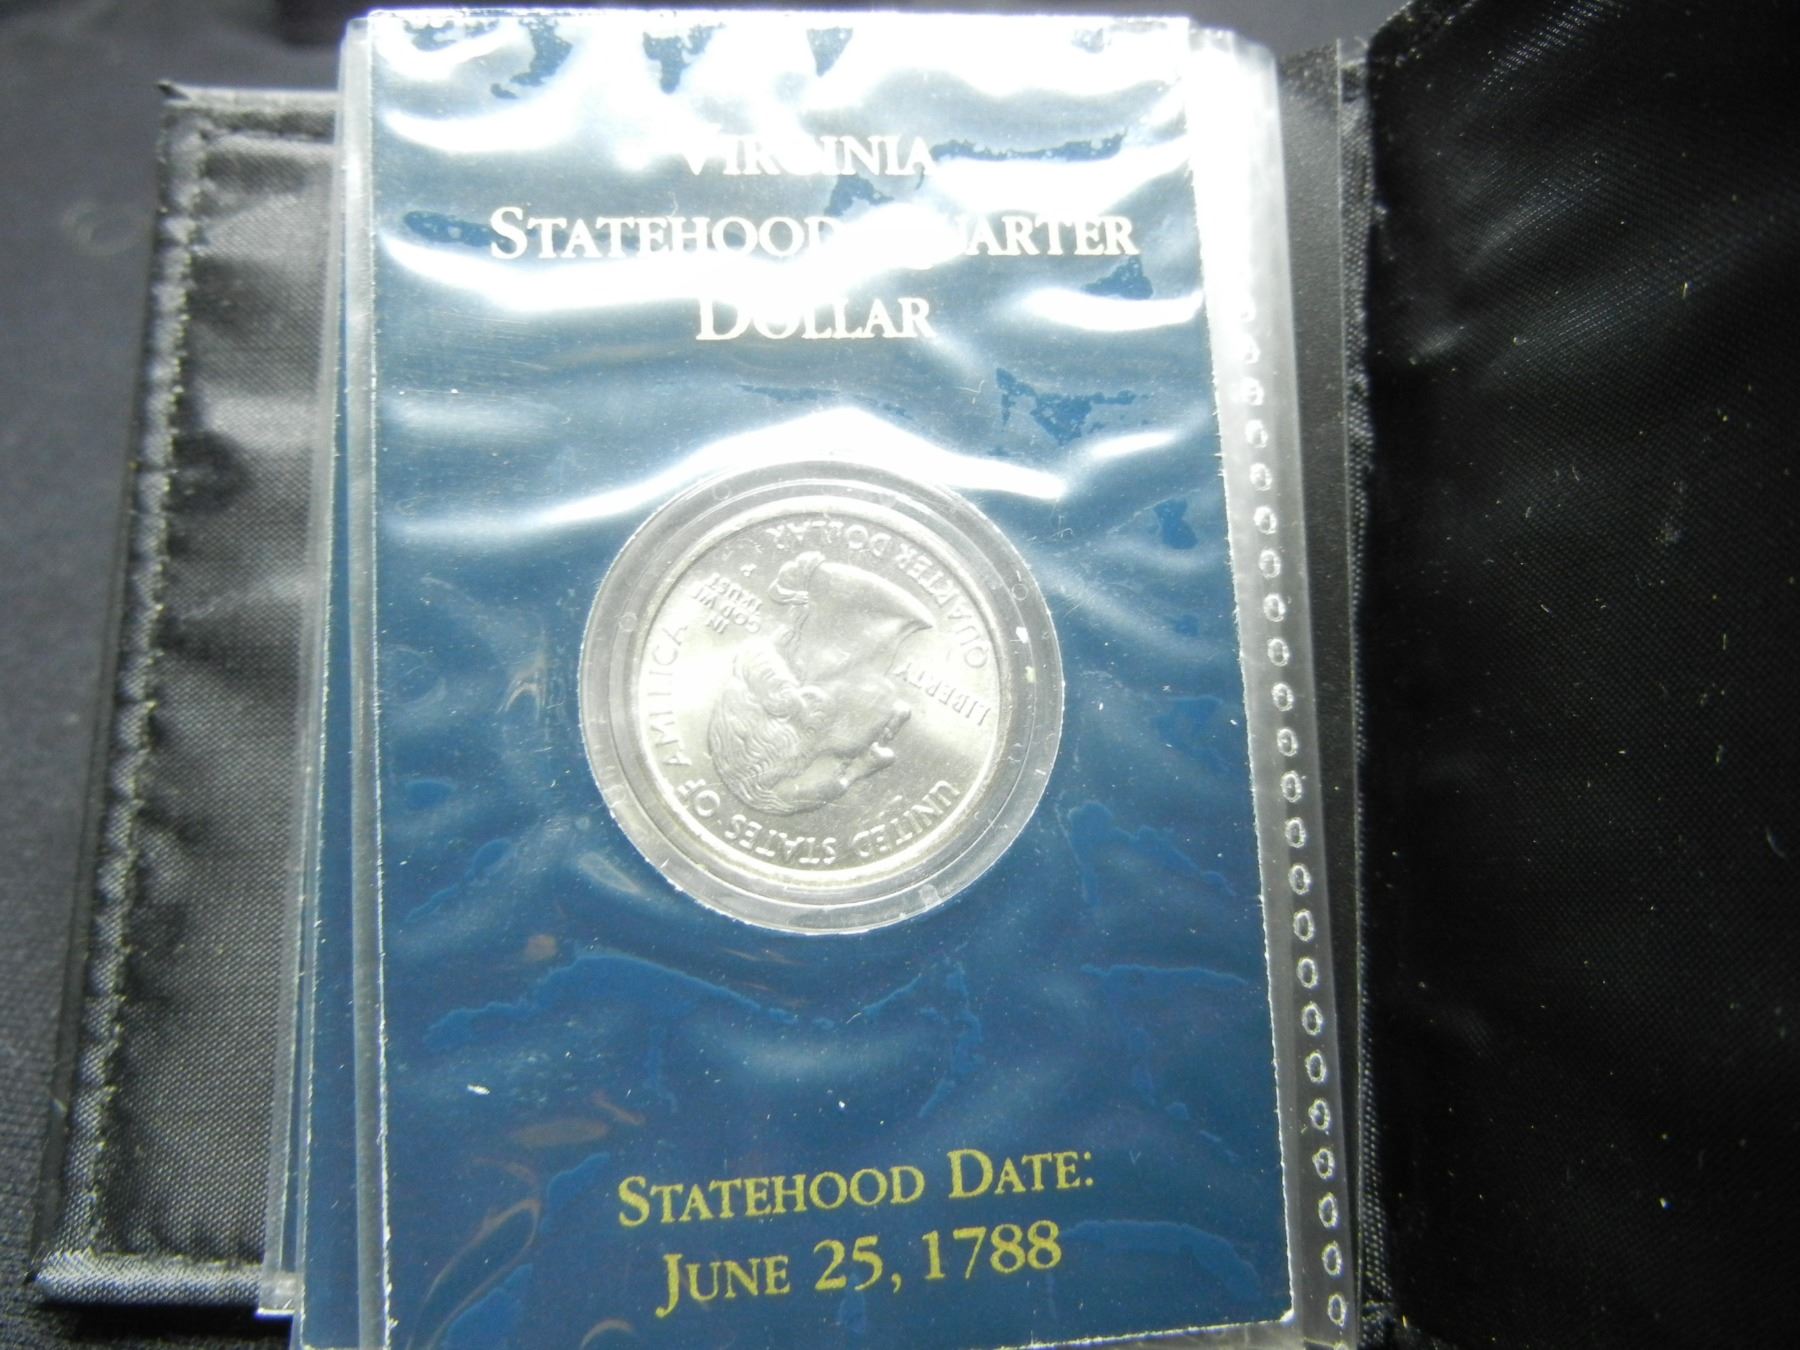 VIRGINIA
STATEHOOD QUARTER
DOLLAR
UNITED STATES OF AMERICA
LIBERTY
IN
GOD WE
TRUST
QUARTER DOLLAR
STATEHOOD DATE:
JUNE 25, 1788